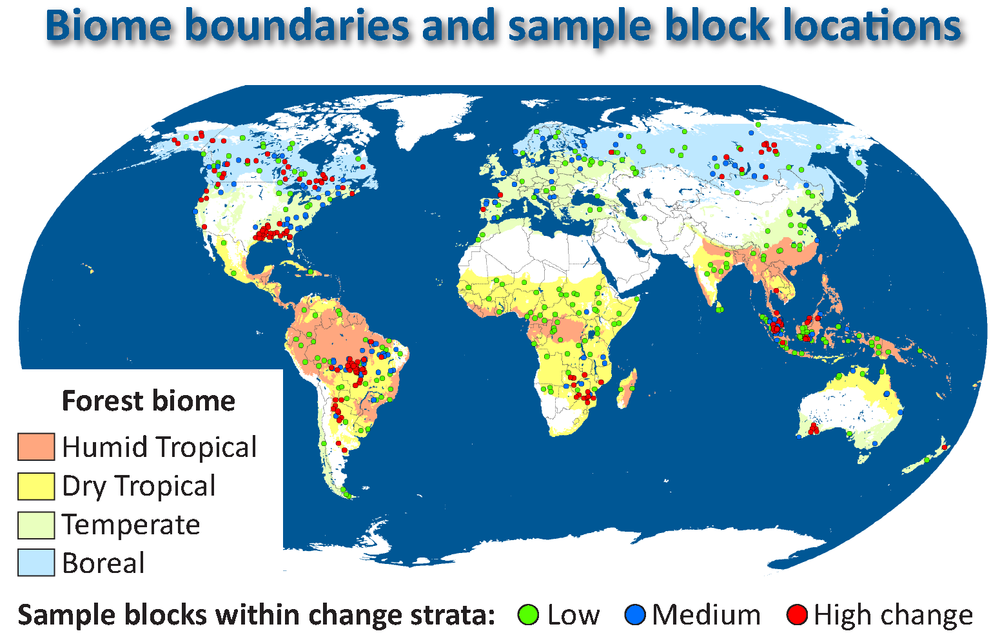 Biome boundaries and sample block locations
Forest biome
Humid Tropical
Dry Tropical
Temperate
Boreal
Sample blocks within change strata: Low Medium High change